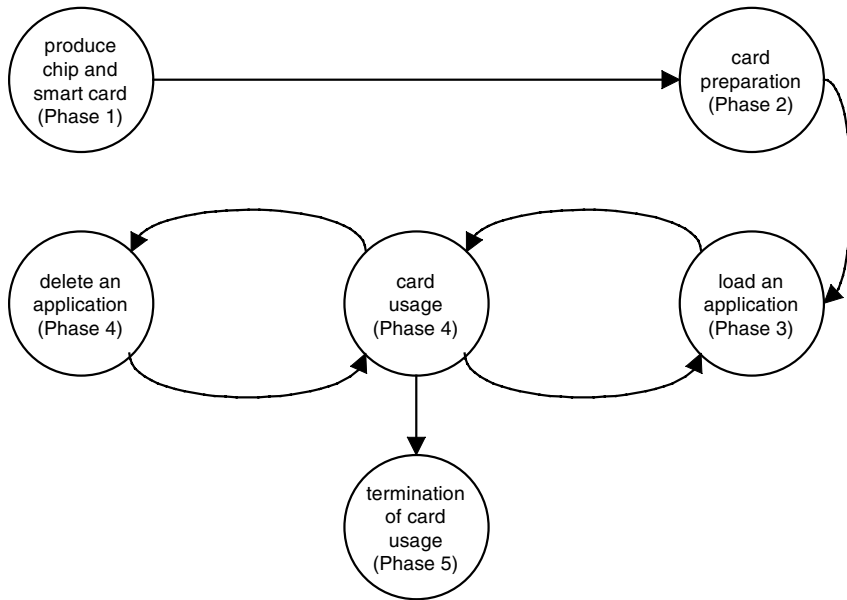 produce
chip and
smart card
(Phase 1)
card
preparation
(Phase 2)
delete an
application
(Phase 4)
card
usage
(Phase 4)
load an
application
(Phase 3)
termination
of card
usage
(Phase 5)